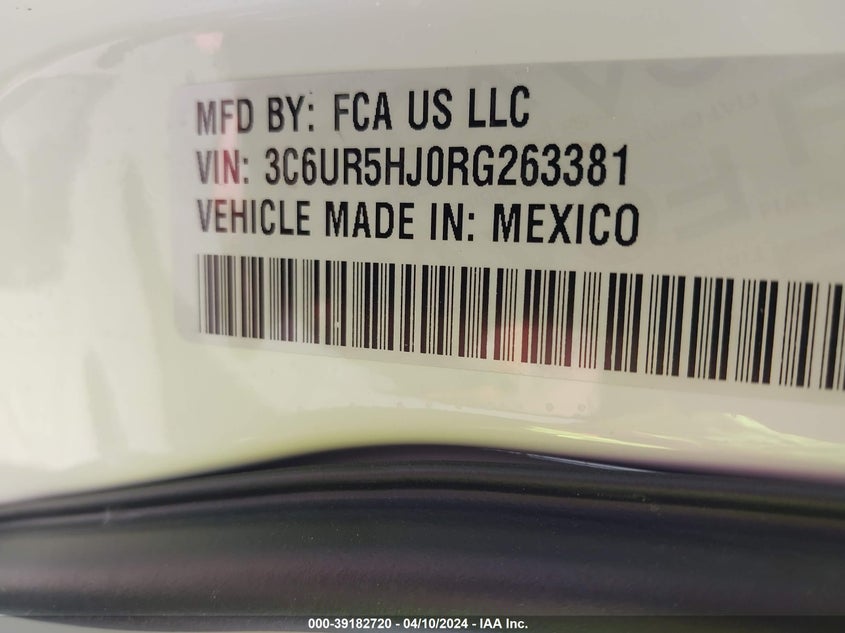 MFD BY: FCA US LLC
VIN: 3C6UR5HJ0RG263381
VEHICLE MADE IN: MEXICO
000-39182720 - 04/10/2024 - IAA Inc.